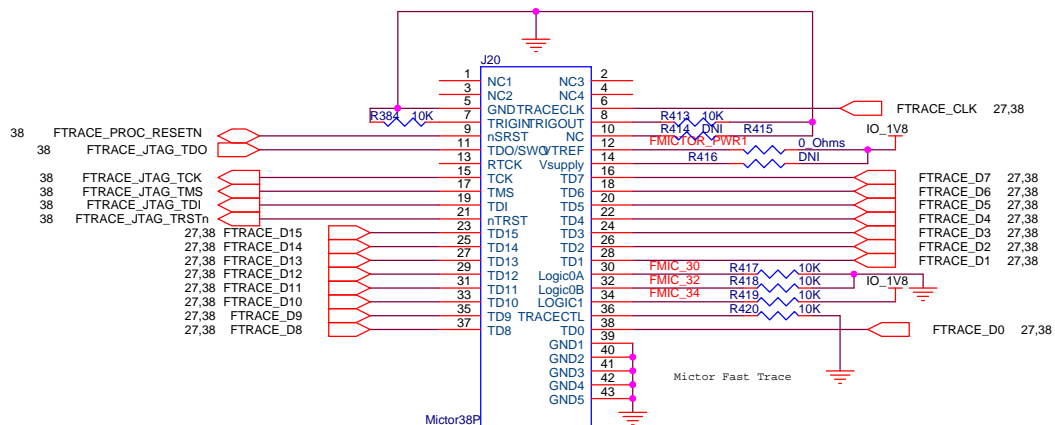 J20
1 NC1 NC3 2
3 NC2 NC4 4
5 GND TRACECLK 6 FTRACE_CLK 27,38
R384 10K 7 TRIGIN TRIGOUT 8 R413 10K
38 FTRACE_PROC_RESETN 9 nSRST NC 10 R414 DNI R415 IO_1V8
38 FTRACE_JTAG_TDO 11 TDO/SWO VTREF 12 FMICTOR_PWR1 0_Ohms
13 RTCK Vsupply 14 R416 DNI
38 FTRACE_JTAG_TCK 15 TCK TD7 16 FTRACE_D7 27,38
38 FTRACE_JTAG_TMS 17 TMS TD6 18 FTRACE_D6 27,38
38 FTRACE_JTAG_TDI 19 TDI TD5 20 FTRACE_D5 27,38
38 FTRACE_JTAG_TRSTn 21 nTRST TD4 22 FTRACE_D4 27,38
27,38 FTRACE_D15 23 TD15 TD3 24 FTRACE_D3 27,38
27,38 FTRACE_D14 25 TD14 TD2 26 FTRACE_D2 27,38
27,38 FTRACE_D13 27 TD13 TD1 28 FTRACE_D1 27,38
27,38 FTRACE_D12 29 TD12 Logic0A 30 FMIC_30 R417 10K
27,38 FTRACE_D11 31 TD11 Logic0B 32 FMIC_32 R418 10K IO_1V8
27,38 FTRACE_D10 33 TD10 LOGIC1 34 FMIC_34 R419 10K
27,38 FTRACE_D9 35 TD9 TRACECTL 36 R420 10K
27,38 FTRACE_D8 37 TD8 TD0 38 FTRACE_D0 27,38
GND1 39
GND2 40
GND3 41
GND4 42 Mictor Fast Trace
GND5 43
Mictor38P